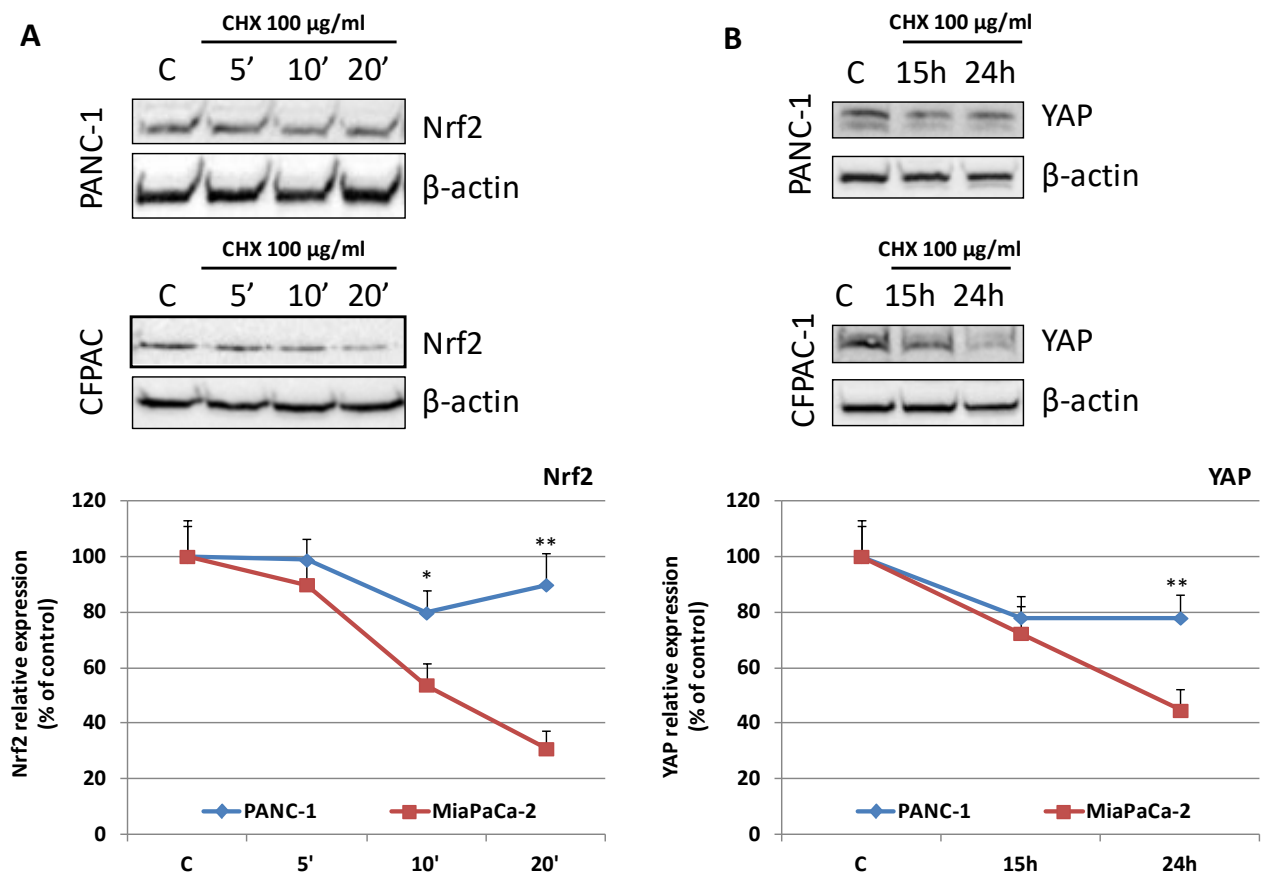 A
CHX 100 µg/ml
C 5’ 10’ 20’
PANC-1
Nrf2
β-actin
CHX 100 µg/ml
C 5’ 10’ 20’
CFPAC
Nrf2
β-actin
Nrf2
Nrf2 relative expression
(% of control)
120
100
80
60
40
20
0
*
**
PANC-1 MiaPaCa-2
C 5' 10' 20'
B
CHX 100 µg/ml
C 15h 24h
PANC-1
YAP
β-actin
CHX 100 µg/ml
C 15h 24h
CFPAC-1
YAP
β-actin
YAP
YAP relative expression
(% of control)
120
100
80
60
40
20
0
**
PANC-1 MiaPaCa-2
C 15h 24h